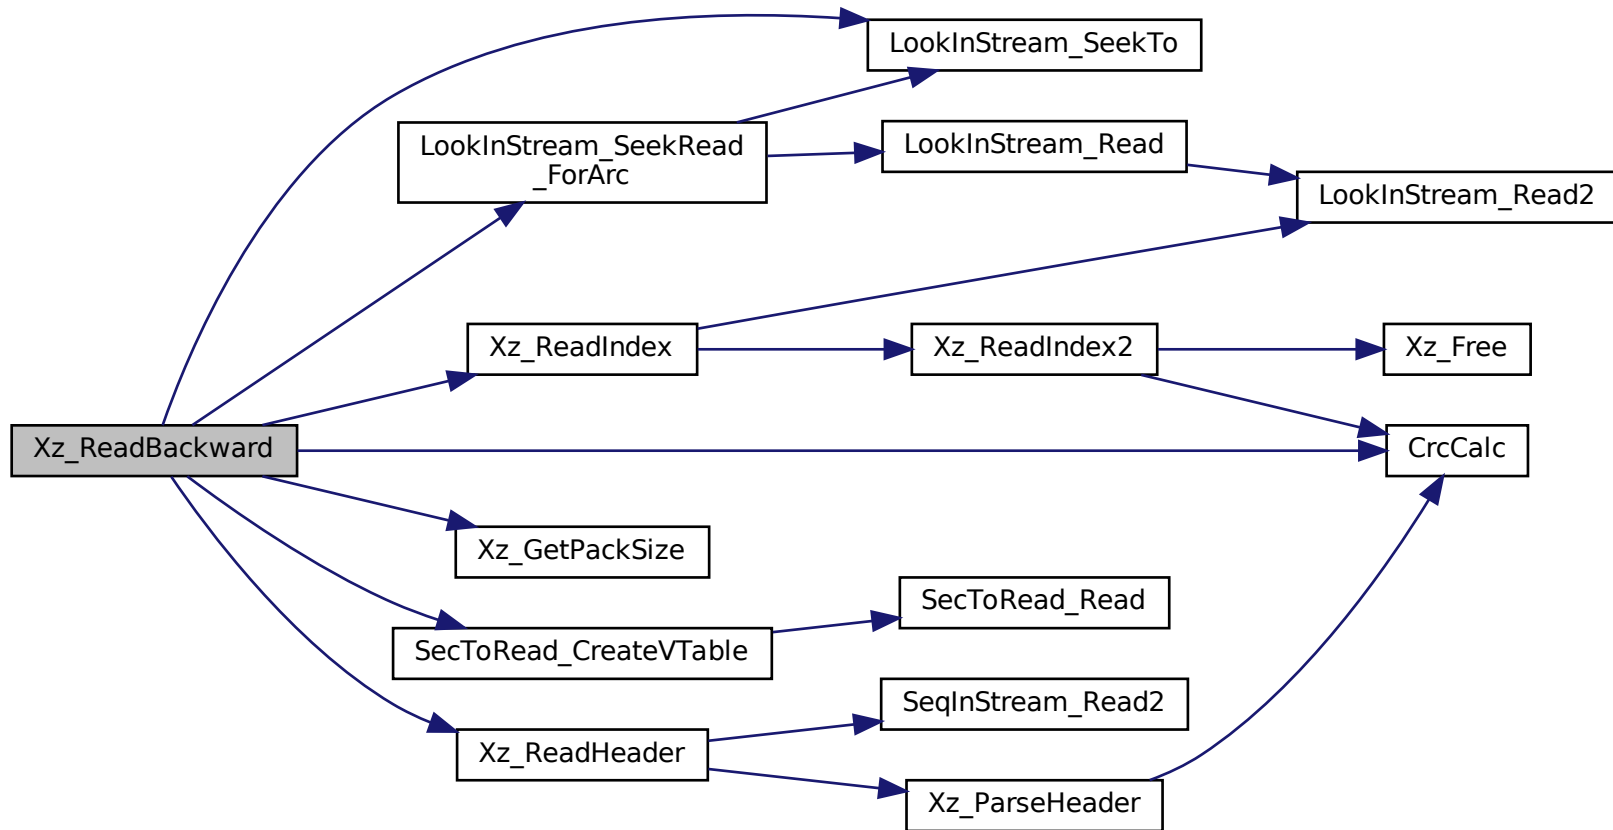 LookInStream_SeekTo
LookInStream_SeekRead
_ForArc
LookInStream_Read
LookInStream_Read2
Xz_ReadIndex
Xz_ReadIndex2
Xz_Free
Xz_ReadBackward
CrcCalc
Xz_GetPackSize
SecToRead_Read
SecToRead_CreateVTable
SeqInStream_Read2
Xz_ReadHeader
Xz_ParseHeader